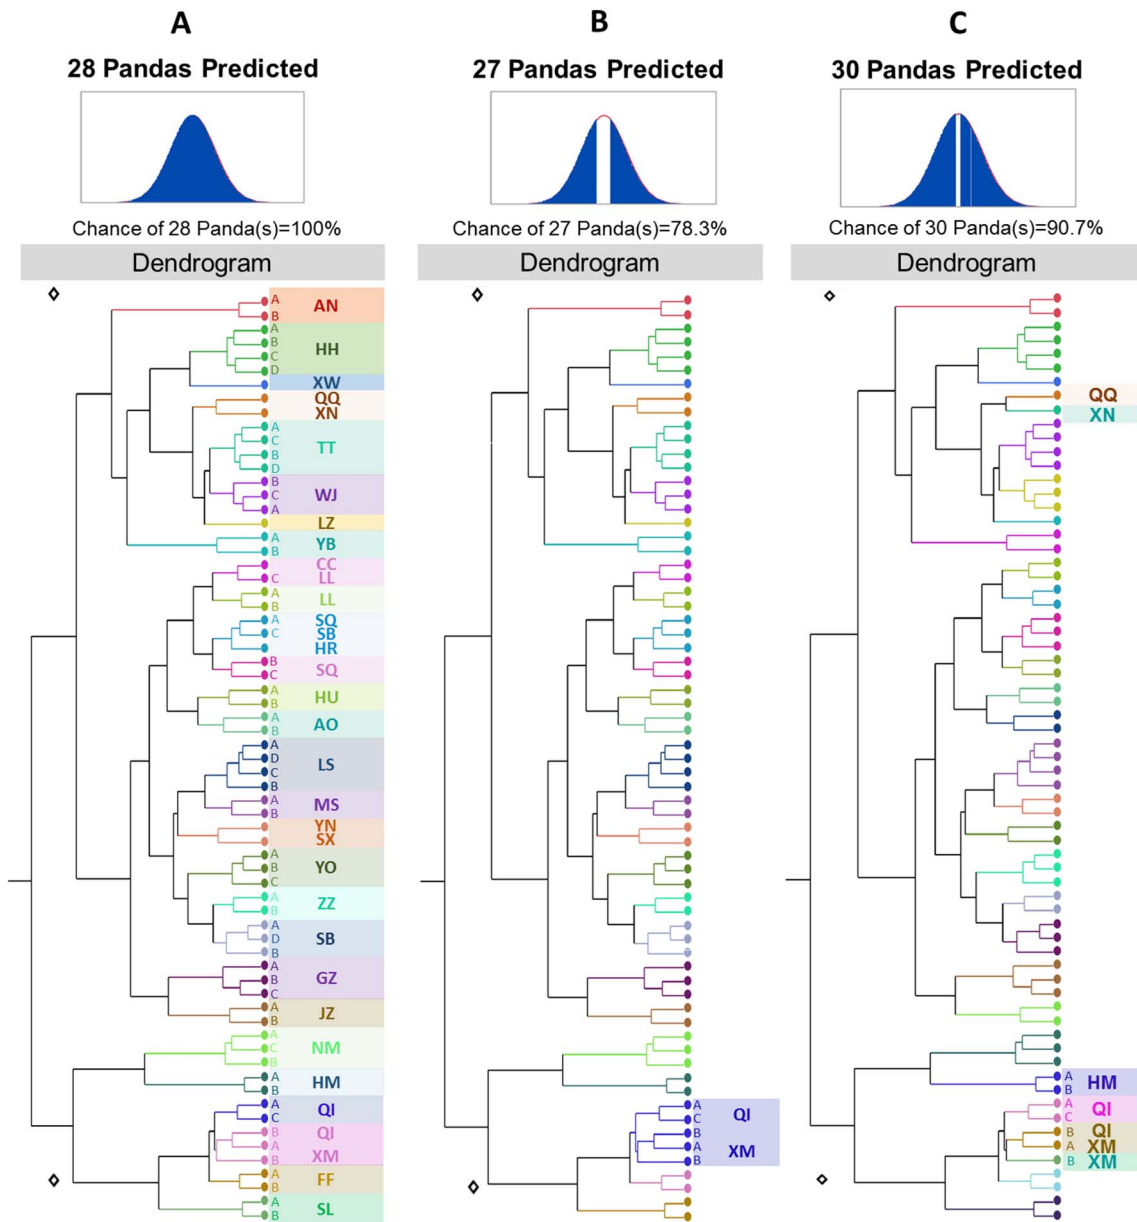 A
B
C
28 Pandas Predicted
27 Pandas Predicted
30 Pandas Predicted
Chance of 28 Panda(s)=100%
Chance of 27 Panda(s)=78.3%
Chance of 30 Panda(s)=90.7%
Dendrogram
Dendrogram
Dendrogram
A
B
AN
A
B
C
D
HH
XW
QQ
XN
A
C
B
D
TT
B
C
A
WJ
LZ
A
B
YB
CC
C LL
A
B
LL
A SQ
C SB
HR
B
C
SQ
A
B
HU
A
B
AO
A
D
C
B
LS
A
B
MS
YN
SX
A
B
C
YO
A
B
ZZ
A
D
B
SB
A
B
C
GZ
A
B
JZ
A
C
B
NM
A
B
HM
A
C
QI
B QI
A
B
XM
A
B
FF
A
B
SL
A
C
B
QI
A
B
XM
QQ
XN
A
B
HM
A
C
QI
B QI
A XM
B XM